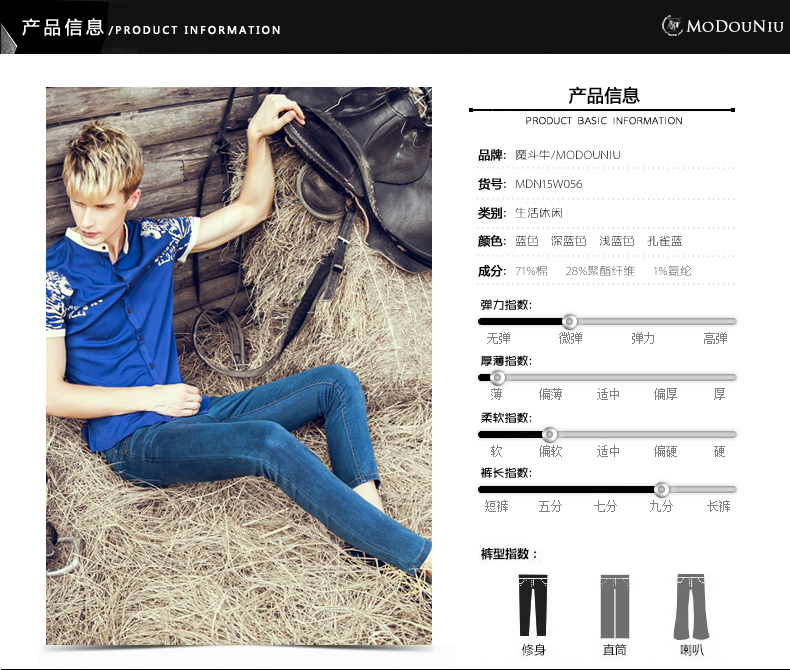 产品信息/PRODUCT INFORMATION
MoDouNiu
产品信息
PRODUCT BASIC INFORMATION
品牌: 魔斗牛/MODOUNIU
货号: MDN15W056
类别: 生活休闲
颜色: 蓝色 深蓝色 浅蓝色 孔雀蓝
成分: 71%棉 28%聚酯纤维 1%氨纶
弹力指数:
无弹 微弹 弹力 高弹
厚薄指数:
薄 偏薄 适中 偏厚 厚
柔软指数:
软 偏软 适中 偏硬 硬
裤长指数:
短裤 五分 七分 九分 长裤
裤型指数：
修身 直筒 喇叭